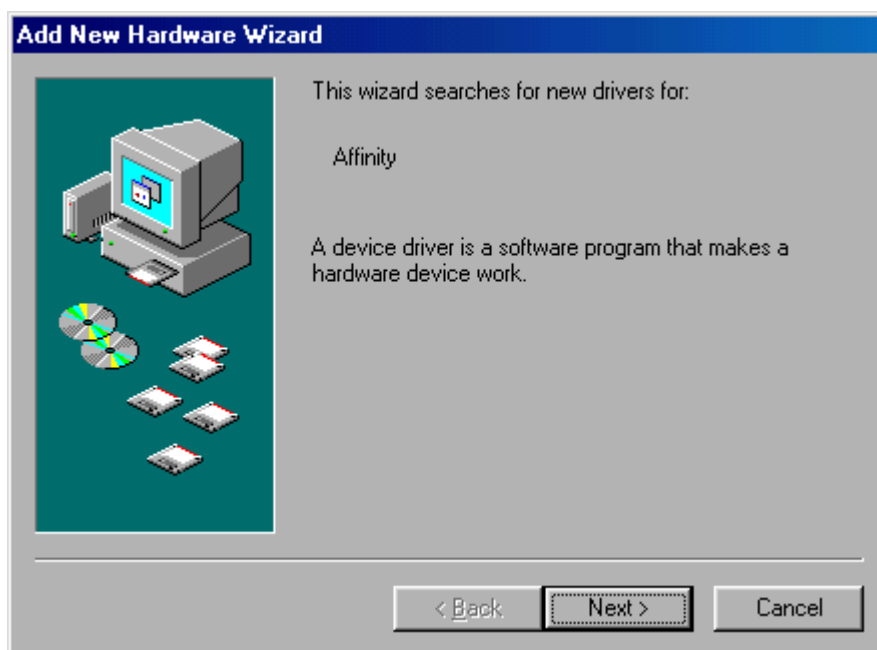 Add New Hardware Wizard
This wizard searches for new drivers for:
Affinity
A device driver is a software program that makes a
hardware device work.
< Back
Next >
Cancel